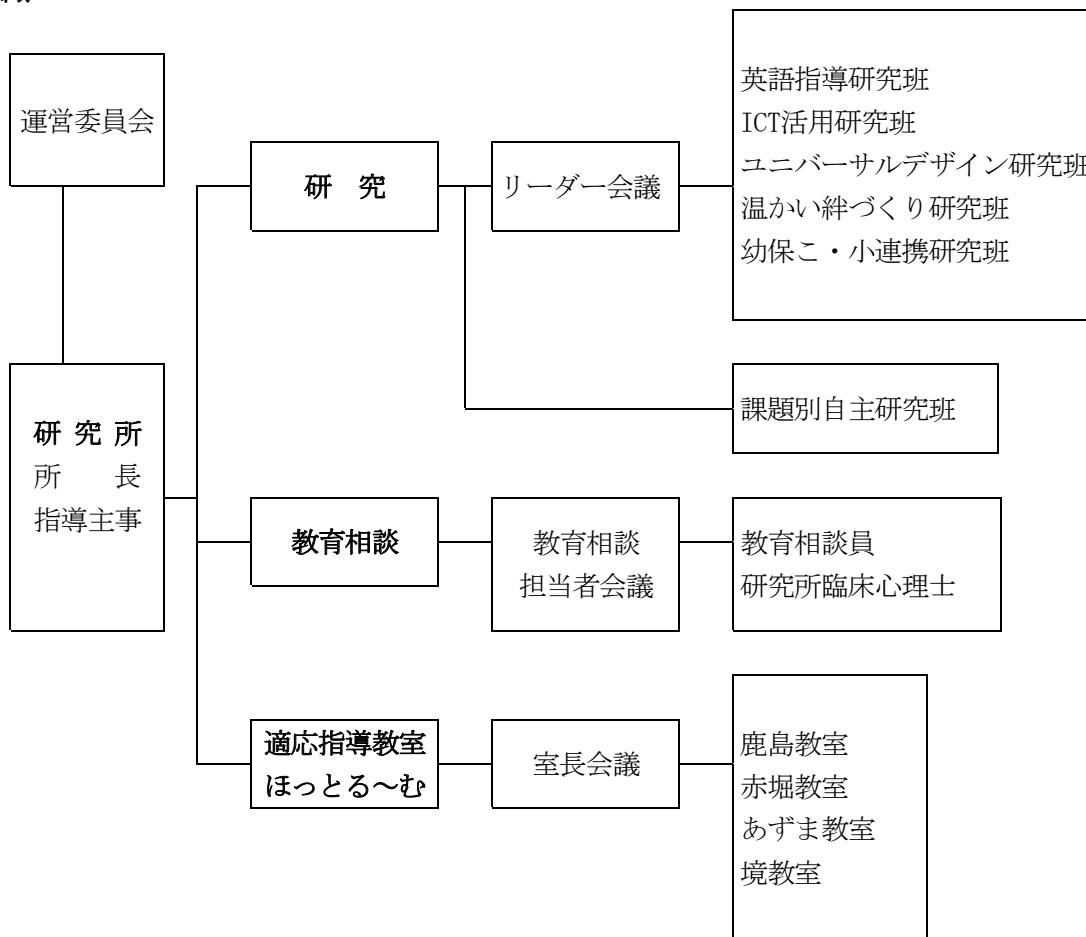 運営委員会
研究所
所長
指導主事
研究
リーダー会議
英語指導研究班
ICT活用研究班
ユニバーサルデザイン研究班
温かい絆づくり研究班
幼保こ・小連携研究班
課題別自主研究班
教育相談
教育相談
担当者会議
教育相談員
研究所臨床心理士
適応指導教室
ほっとる～む
室長会議
鹿島教室
赤堀教室
あずま教室
境教室